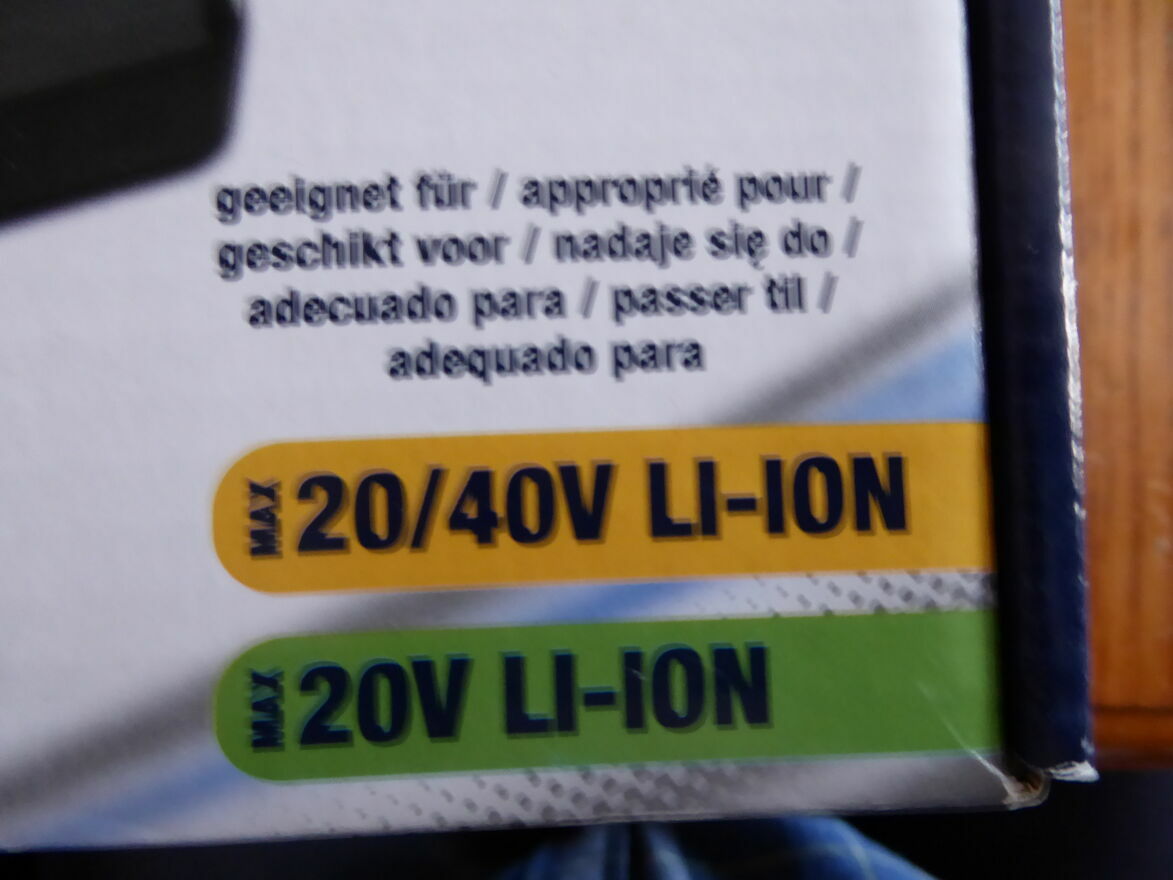 geeignet für / approprié pour /
geschikt voor / nadaje się do /
adecuado para / passer til /
adequado para
MAX 20/40V LI-ION
MAX 20V LI-ION